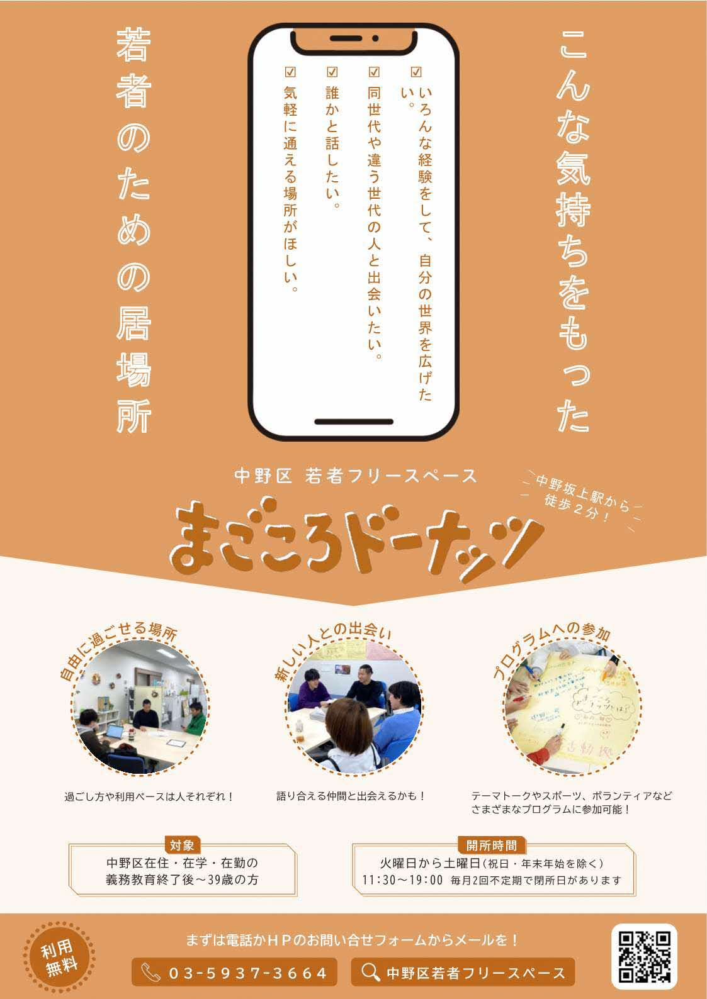 こんな気持ちをもった
☑ いろんな経験をして、自分の世界を広げた
い。
☑ 同世代や違う世代の人と出会いたい。
☑ 誰かと話したい。
☑ 気軽に通える場所がほしい。
若者のための居場所
中野区 若者フリースペース
まごころドーナッツ
中野坂上駅から
徒歩2分！
自由に過ごせる場所
過ごし方や利用ペースは人それぞれ！
新しい人との出会い
語り合える仲間と出会えるかも！
プログラムへの参加
まごころ
ドーナッツとは？
活動拠
テーマトークやスポーツ、ボランティアなど
さまざまなプログラムに参加可能！
対象
中野区在住・在学・在勤の
義務教育終了後～39歳の方
開所時間
火曜日から土曜日(祝日・年末年始を除く)
11:30～19:00 毎月2回不定期で閉所日があります
利用
無料
まずは電話かＨＰのお問い合せフォームからメールを！
０３-５９３７-３６６４
中野区若者フリースペース